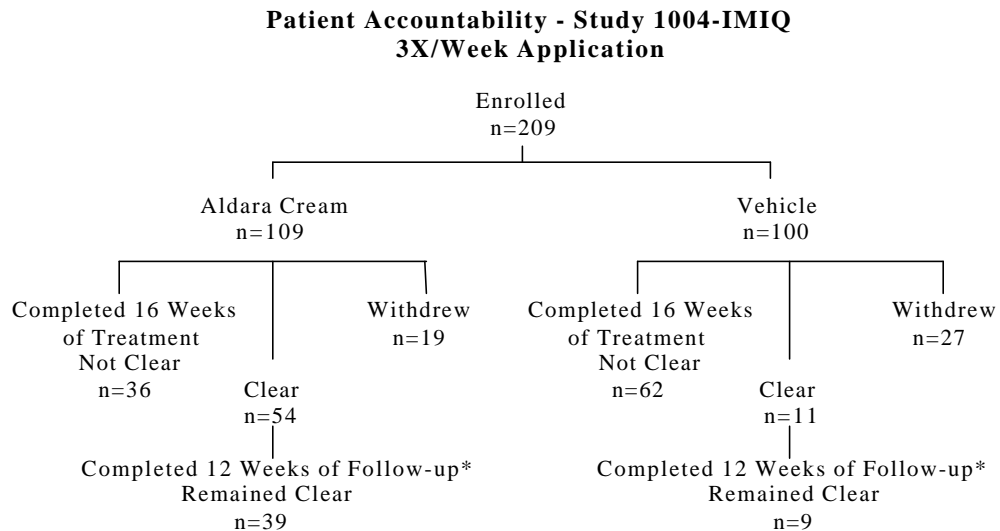 Patient Accountability - Study 1004-IMIQ
3X/Week Application
Enrolled
n=209
Aldara Cream
n=109
Vehicle
n=100
Completed 16 Weeks
of Treatment
Not Clear
n=36
Clear
n=54
Withdrew
n=19
Completed 12 Weeks of Follow-up*
Remained Clear
n=39
Completed 16 Weeks
of Treatment
Not Clear
n=62
Clear
n=11
Withdrew
n=27
Completed 12 Weeks of Follow-up*
Remained Clear
n=9